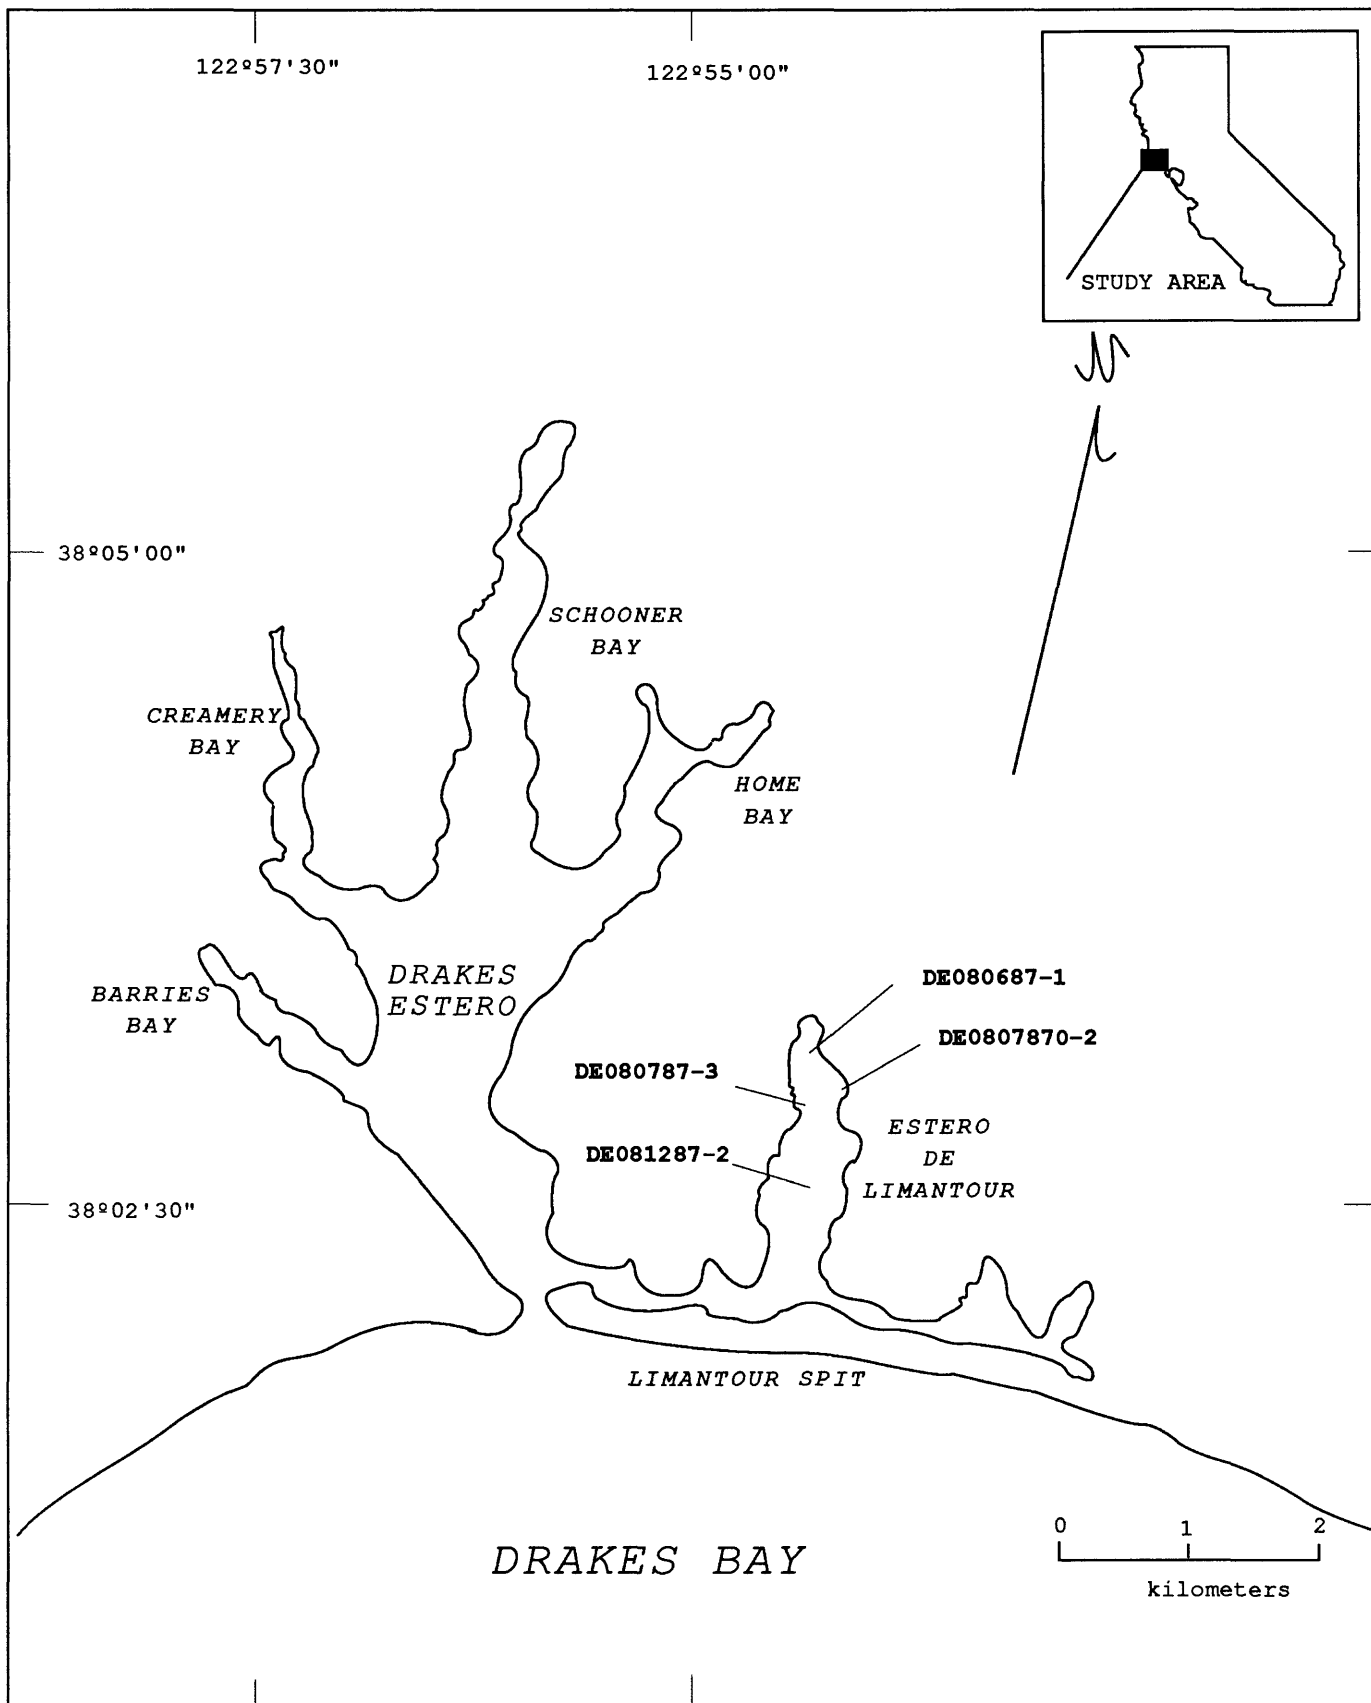 122º57'30"
122º55'00"
STUDY AREA
N
38º05'00"
SCHOONER
BAY
CREAMERY
BAY
HOME
BAY
DRAKES
ESTERO
BARRIES
BAY
DE080687-1
DE0807870-2
DE080787-3
ESTERO
DE
LIMANTOUR
DE081287-2
38º02'30"
LIMANTOUR SPIT
DRAKES BAY
0 1 2
kilometers